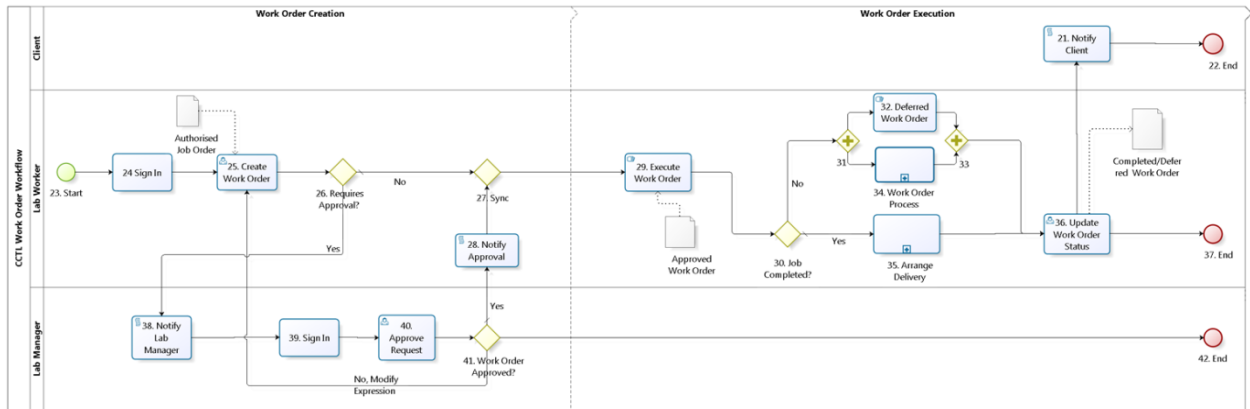 Work Order Creation
Work Order Execution
CCTL Work Order Workflow
Client
Lab Worker
Lab Manager
21. Notify
Client
22. End
Authorised
Job Order
23. Start
24 Sign In
25. Create
Work Order
26. Requires
Approval?
No
Yes
27. Sync
28. Notify
Approval
29. Execute
Work Order
Approved
Work Order
30. Job
Completed?
No
Yes
31
32. Deferred
Work Order
33
34. Work Order
Process
35. Arrange
Delivery
Completed/Defer
red Work Order
36. Update
Work Order
Status
37. End
38. Notify
Lab
Manager
39. Sign In
40.
Approve
Request
Yes
41. Work Order
Approved?
No, Modify
Expression
42. End